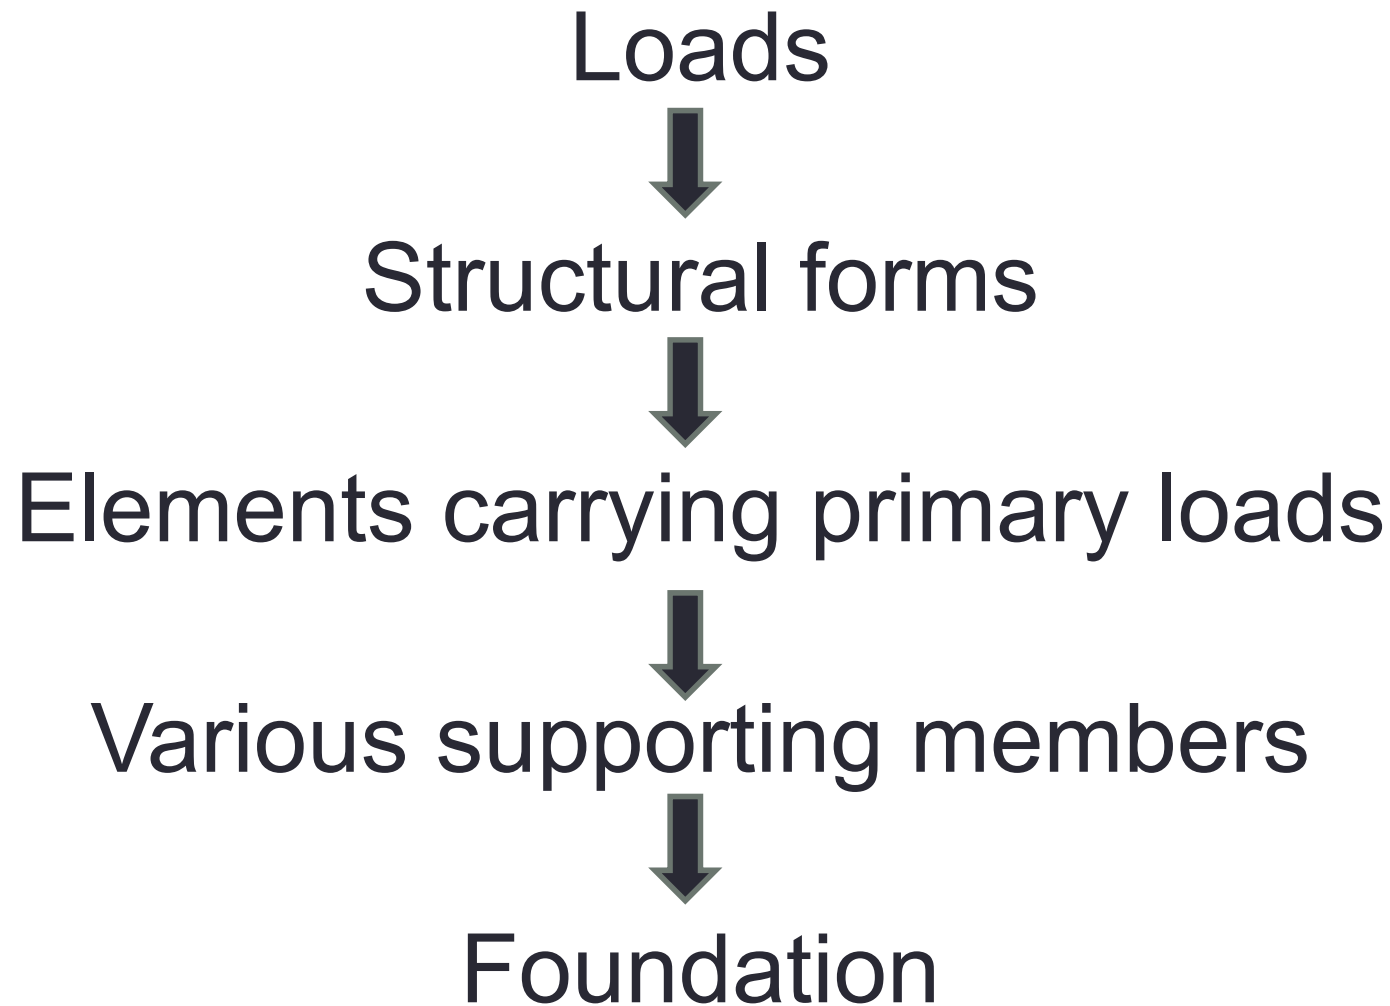 Loads
Structural forms
Elements carrying primary loads
Various supporting members
Foundation